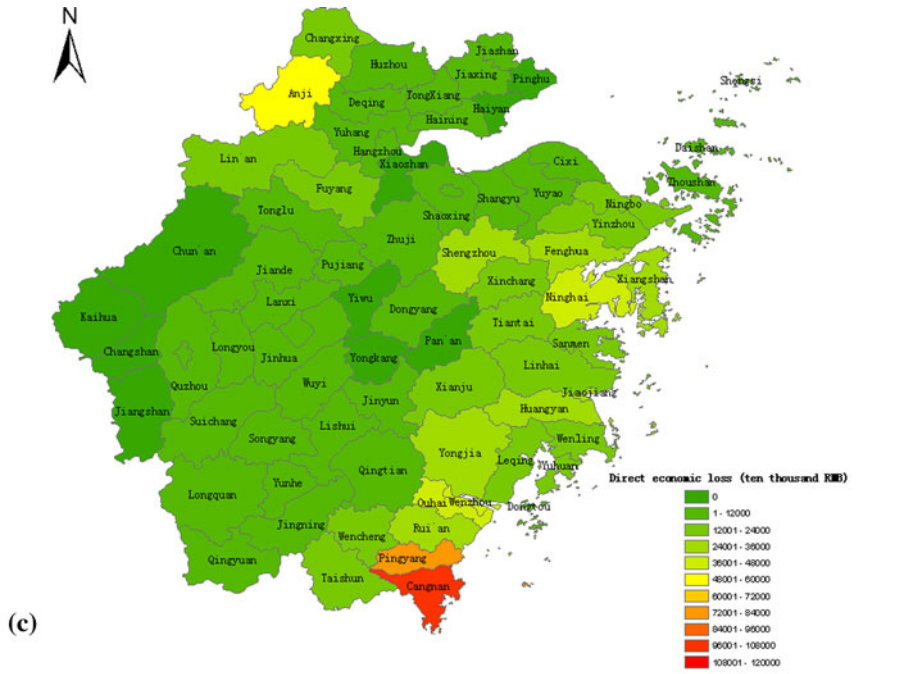 N
Changxing
Jiashan
Huzhou
Jiaxing
Pinghu
Anji
TongXiang
Deqing
Haiyan
Haining
Yuhang
Hangzhou
Xiaoshan
Lin'an
Daishan
Cixi
Fuyang
Thoushan
Yuyao
Shangyu
Ningbo
Tonglu
Shaoxing
Yinzhou
Zhuji
Chun'an
Shengzhou
Fenghua
Pujiang
Jiande
Xinchang
Xiangshan
Lanxi
Yiwu
Ninghai
Dongyang
Kaihua
Tiantai
Pan'an
Sanmen
Changshan
Longyou
Jinhua
Yongkang
Linhai
Quzhou
Wuyi
Xianju
Jiaojiang
Jinyun
Jiangshan
Huangyan
Suichang
Lishui
Songyang
Wenling
Yongjia
Leqing
Yuhuan
Qingtian
Direct economic loss (ten thousand RMB)
Yunhe
Longquan
0
Ouhai
Wenzhou
1 - 12000
Dongtou
Jingning
12001 - 24000
Rui'an
Wencheng
24001 - 36000
Qingyuan
Pingyang
36001 - 48000
Taishun
48001 - 60000
Cangnan
60001 - 72000
72001 - 84000
(c)
84001 - 96000
96001 - 108000
108001 - 120000